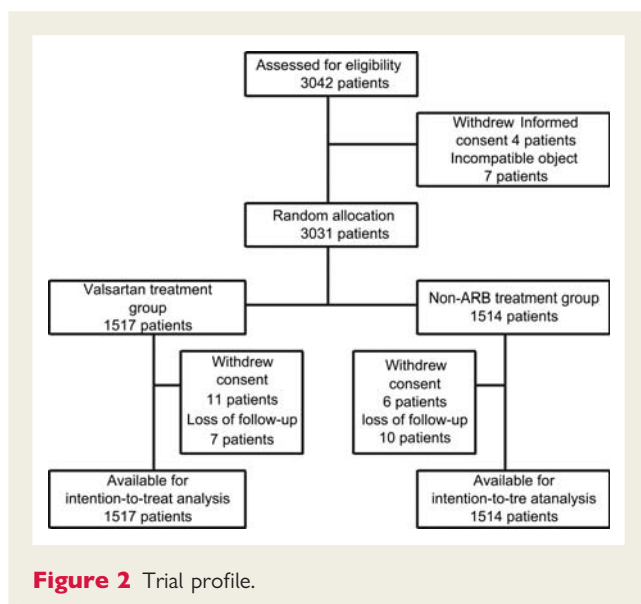 Assessed for eligibility
3042 patients
Withdrew Informed
consent 4 patients
Incompatible object
7 patients
Random allocation
3031 patients
Valsartan treatment
group
1517 patients
Non-ARB treatment group
1514 patients
Withdrew
consent
11 patients
Loss of follow-up
7 patients
Withdrew
consent
6 patients
loss of follow-up
10 patients
Available for
intention-to-treat analysis
1517 patients
Available for
intention-to-tre atanalysis
1514 patients
Figure 2 Trial profile.